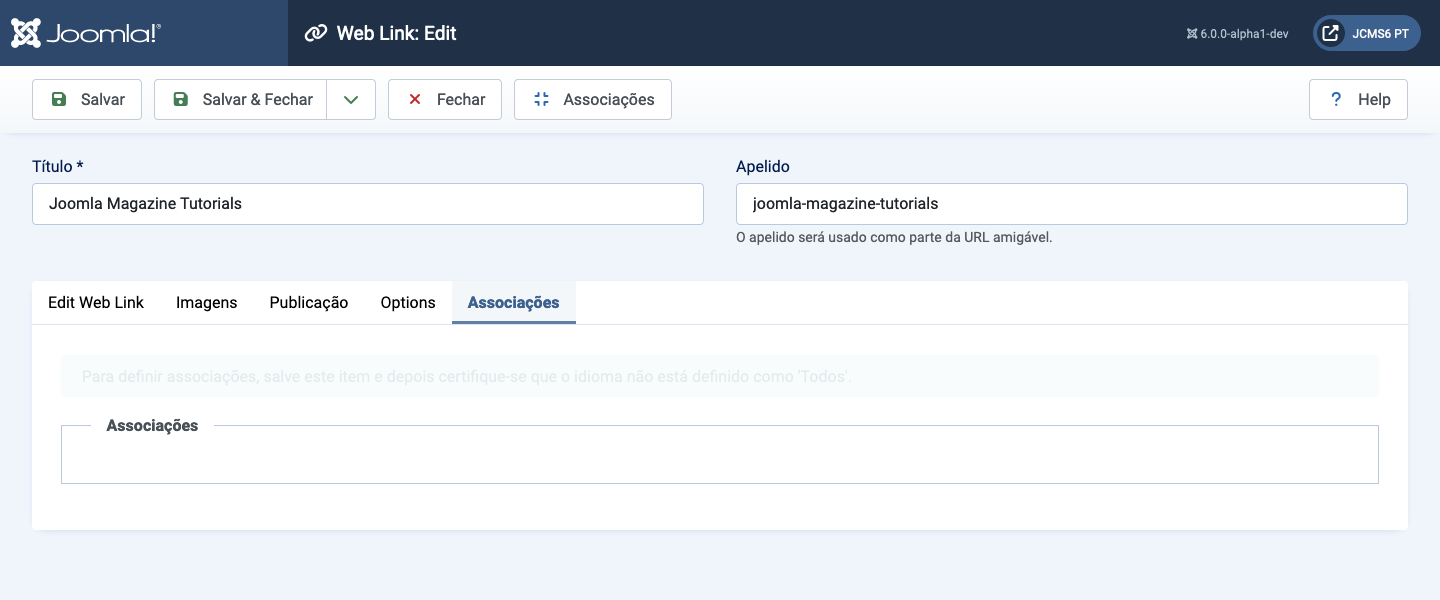 Joomla!® Web Link: Edit 6.0.0-alpha1-dev JCMS6 PT
Salvar Salvar & Fechar Fechar Associações ? Help
Título * Apelido
Joomla Magazine Tutorials joomla-magazine-tutorials
O apelido será usado como parte da URL amigável.
Edit Web Link Imagens Publicação Options Associações
Para definir associações, salve este item e depois certifique-se que o idioma não está definido como 'Todos'.
Associações